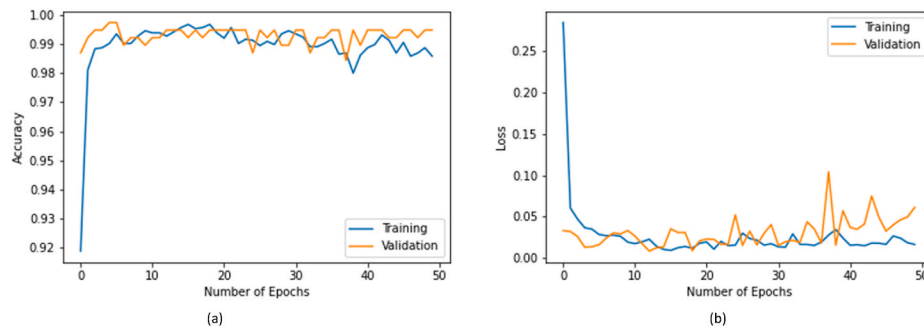 1.00
0.99
0.98
0.97
0.96
0.95
0.94
0.93
0.92
Accuracy
Training
Validation
0 10 20 30 40 50
Number of Epochs
(a)
Training
Validation
0.25
0.20
0.15
0.10
0.05
0.00
Loss
0 10 20 30 40 50
Number of Epochs
(b)